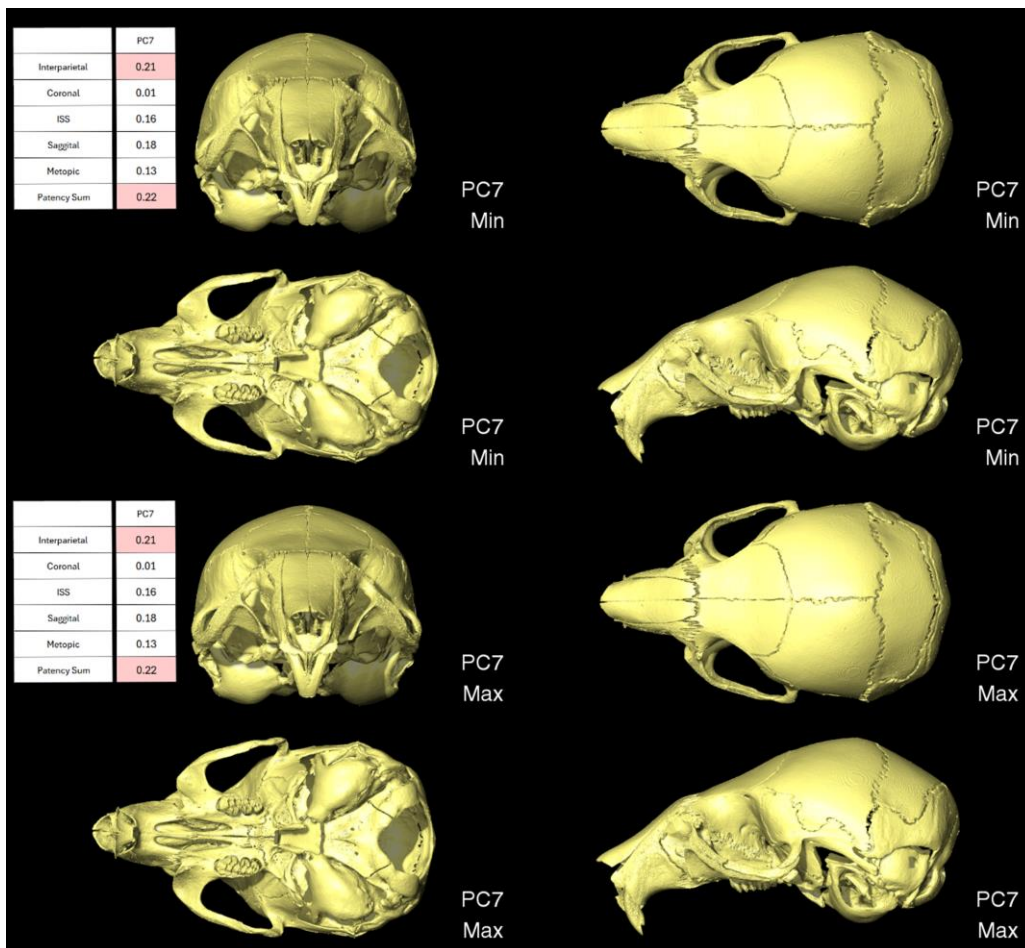 PC7
Interparietal 0.21
Coronal 0.01
ISS 0.16
Saggital 0.18
Metopic 0.13
Patency Sum 0.22
PC7
Min
PC7
Min
PC7
Min
PC7
Min
PC7
Interparietal 0.21
Coronal 0.01
ISS 0.16
Saggital 0.18
Metopic 0.13
Patency Sum 0.22
PC7
Max
PC7
Max
PC7
Max
PC7
Max